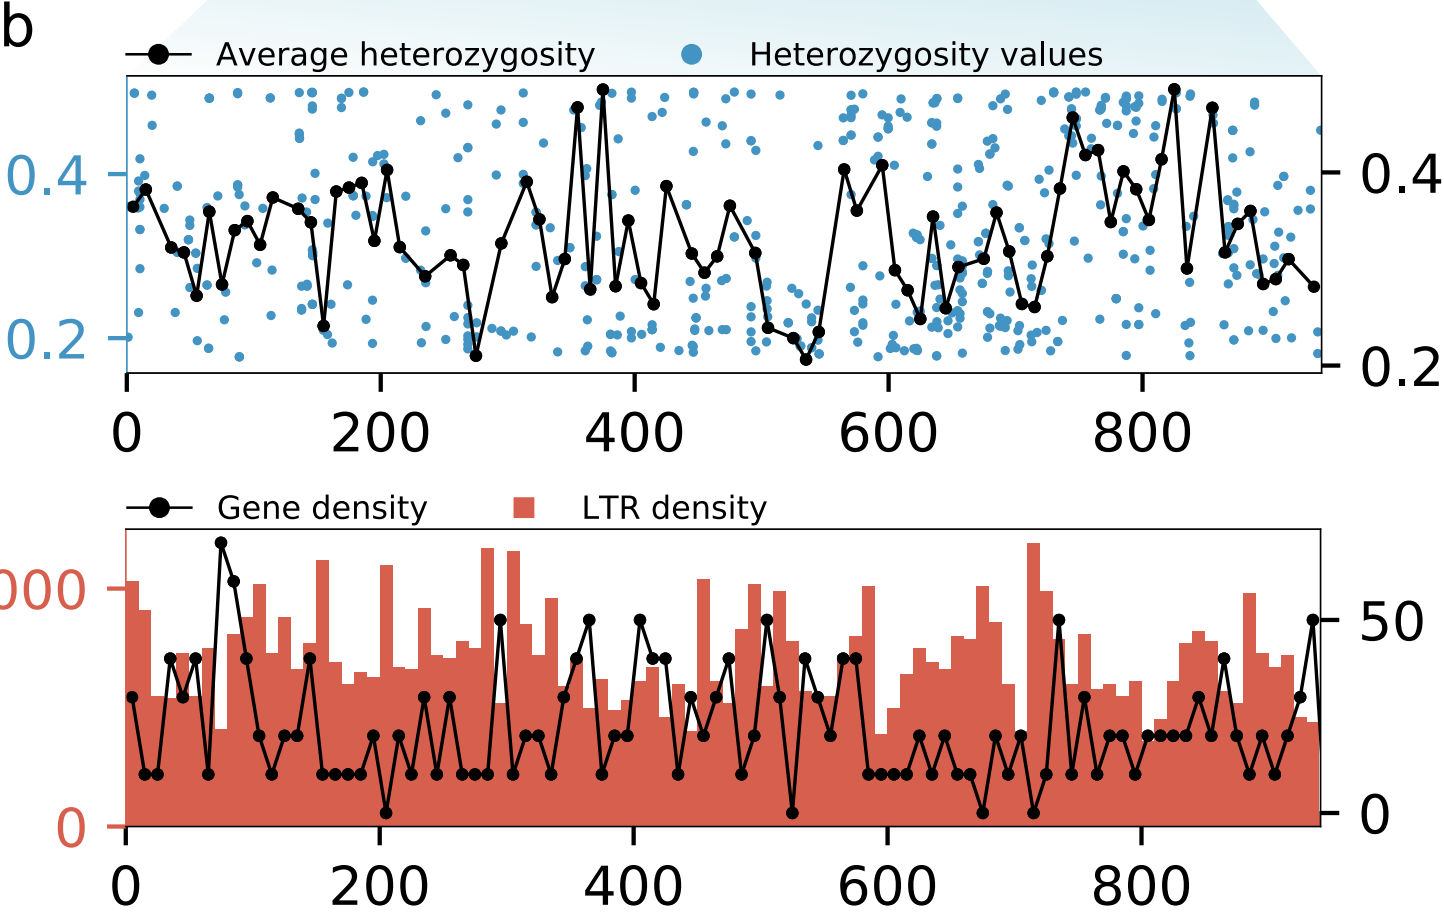 b
Average heterozygosity Heterozygosity values
0.4 0.4
0.2 0.2
0 200 400 600 800
Gene density LTR density
000 50
0 0
0 200 400 600 800